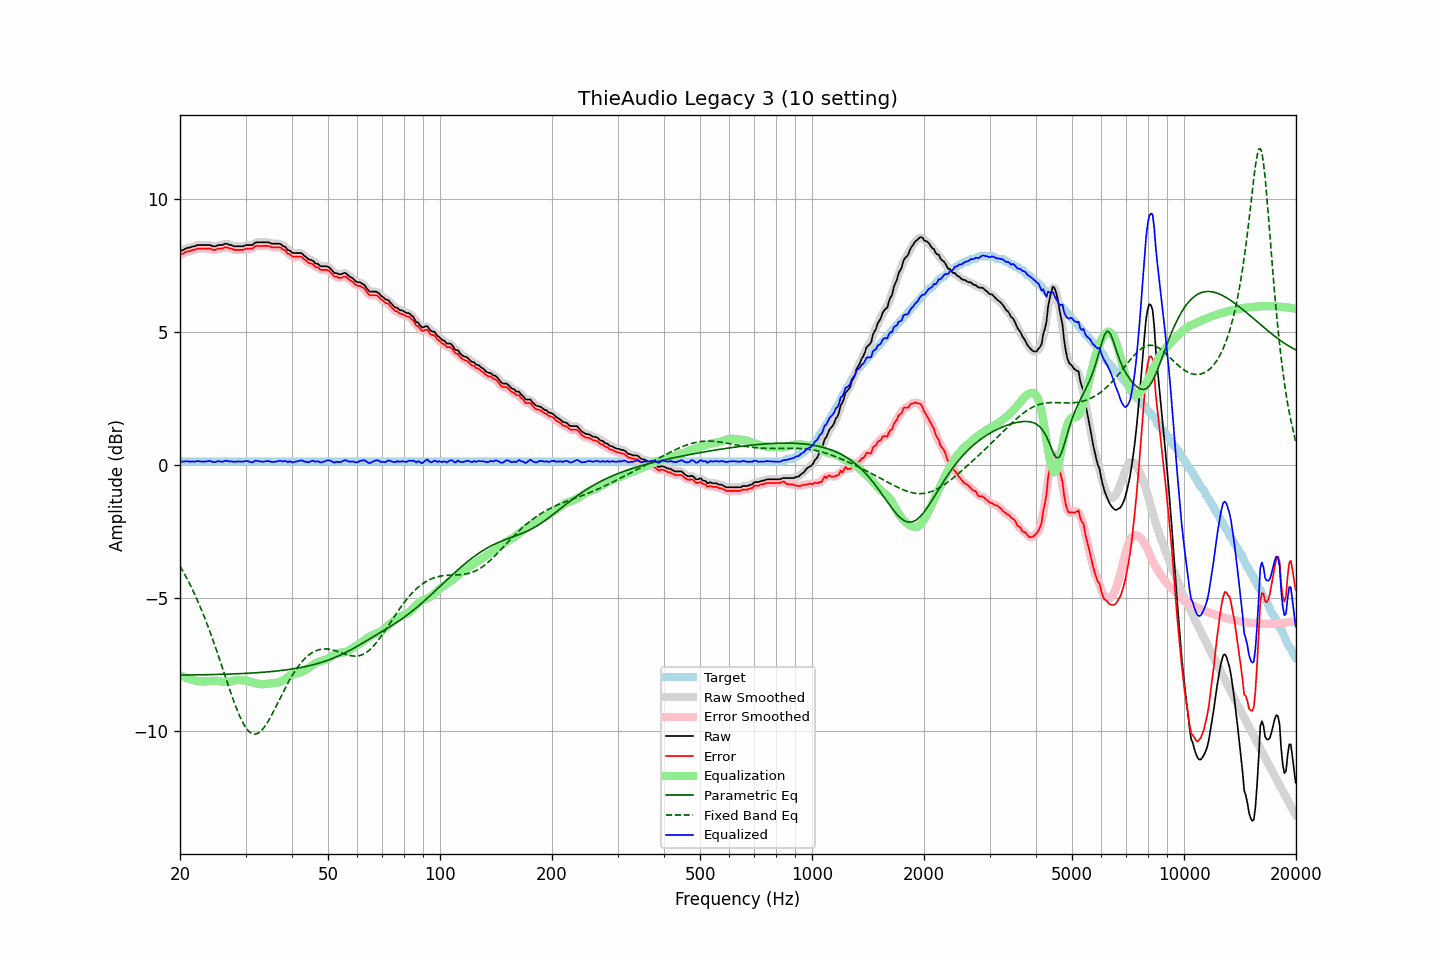 ThieAudio Legacy 3 (10 setting)
Amplitude (dBr)
10
5
0
−5
−10
20
50
100
200
500
1000
2000
5000
10000
20000
Frequency (Hz)
Target
Raw Smoothed
Error Smoothed
Raw
Error
Equalization
Parametric Eq
Fixed Band Eq
Equalized